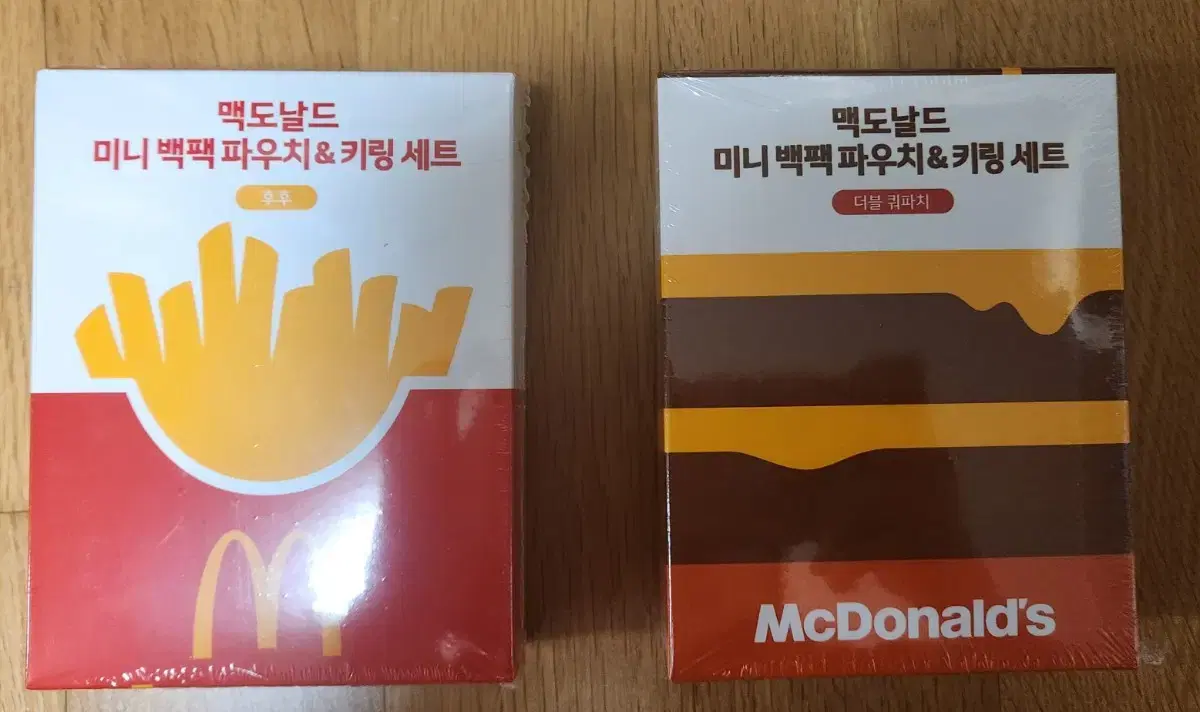 맥도날드
미니 백팩 파우치&키링 세트
후후
맥도날드
미니 백팩 파우치&키링 세트
더블 쿼파치
McDonald's